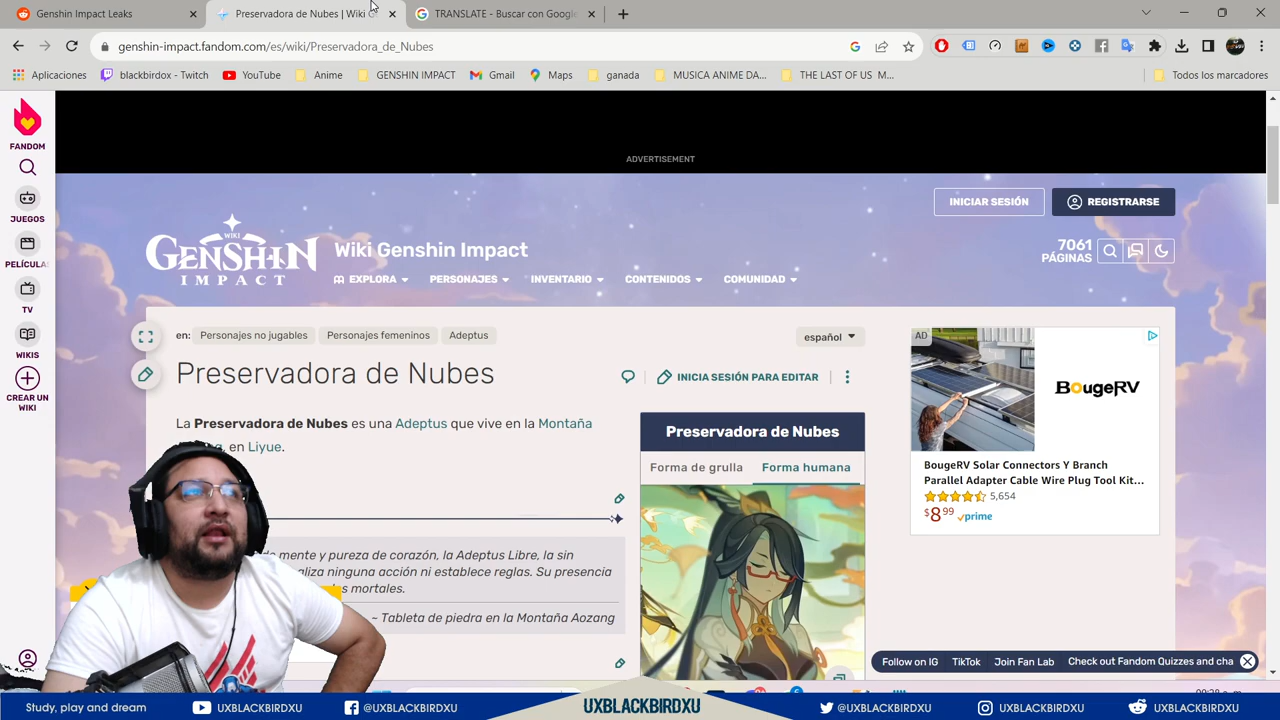 Genshin Impact Leaks
Preservadora de Nubes | Wiki G
TRANSLATE - Buscar con Google
genshin-impact.fandom.com/es/wiki/Preservadora_de_Nubes
Aplicaciones
blackbirdox - Twitch
YouTube
Anime
GENSHIN IMPACT
Gmail
Maps
ganada
MUSICA ANIME DA...
THE LAST OF US M...
Todos los marcadores
FANDOM
JUEGOS
PELÍCULAS
TV
WIKIS
CREAR UN
WIKI
ADVERTISEMENT
INICIAR SESIÓN
REGISTRARSE
WIKI
GENSHIN
IMPACT
Wiki Genshin Impact
7061
PÁGINAS
EXPLORA
PERSONAJES
INVENTARIO
CONTENIDOS
COMUNIDAD
en:
Personajes no jugables
Personajes femeninos
Adeptus
español
Preservadora de Nubes
INICIA SESIÓN PARA EDITAR
La Preservadora de Nubes es una Adeptus que vive en la Montaña
, en Liyue.
de mente y pureza de corazón, la Adeptus Libre, la sin
aliza ninguna acción ni establece reglas. Su presencia
s mortales.
~ Tableta de piedra en la Montaña Aozang
Preservadora de Nubes
Forma de grulla
Forma humana
AD
BougeRV
BougeRV Solar Connectors Y Branch
Parallel Adapter Cable Wire Plug Tool Kit...
5,654
$8.99
prime
Follow on IG
TikTok
Join Fan Lab
Check out Fandom Quizzes and cha
Study, play and dream
UXBLACKBIRDXU
@UXBLACKBIRDXU
UXBLACKBIRDXU
@UXBLACKBIRDXU
UXBLACKBIRDXU
UXBLACKBIRDXU